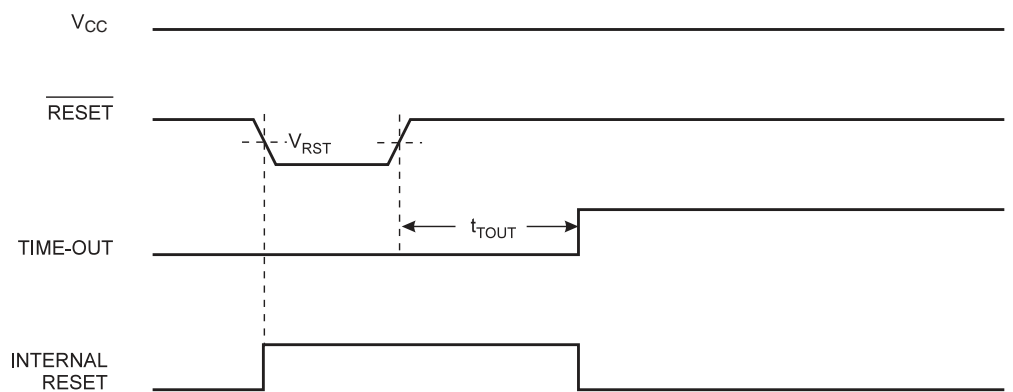 VCC
RESET
VRST
tTOUT
TIME-OUT
INTERNAL
RESET